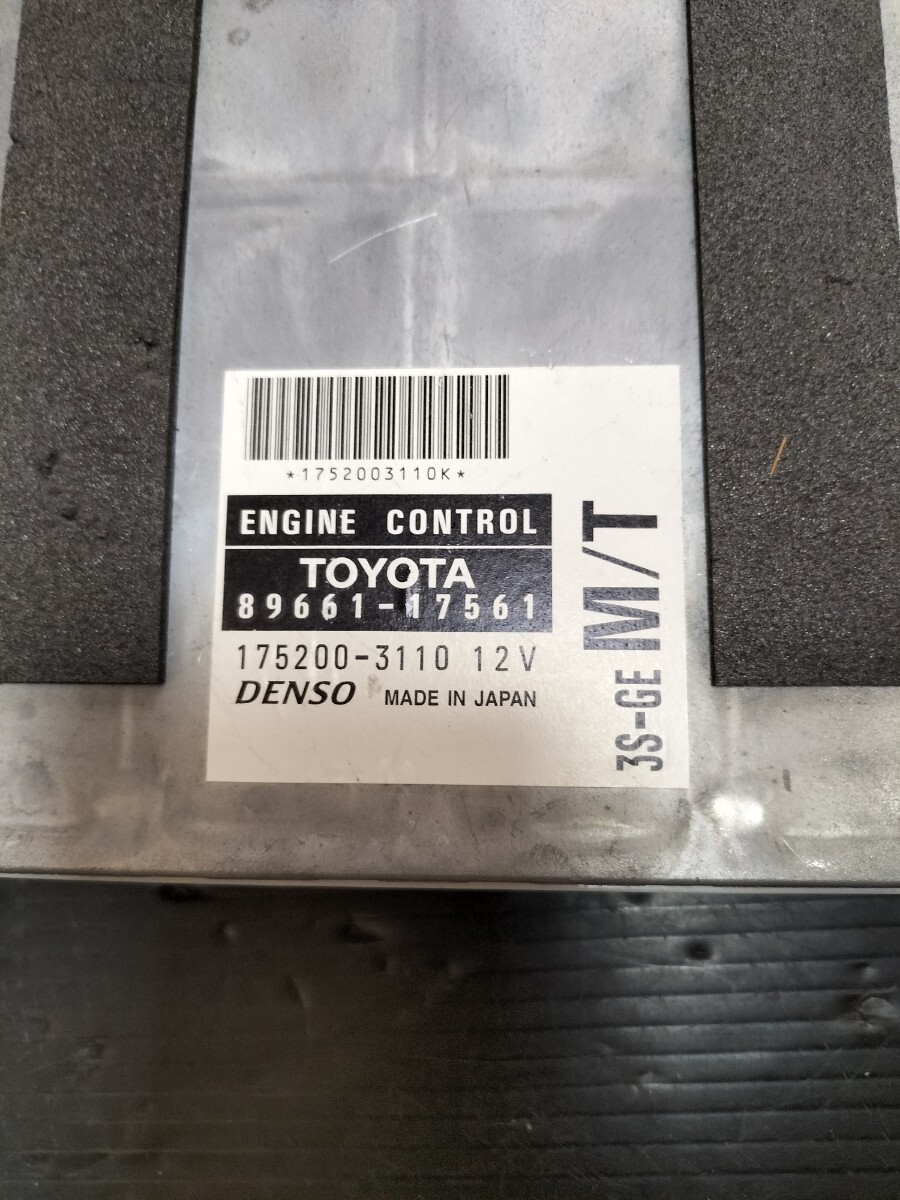 *1752003110K*
ENGINE CONTROL
TOYOTA
89661-17561
175200-3110 12V
DENSO MADE IN JAPAN
3S-GE M/T